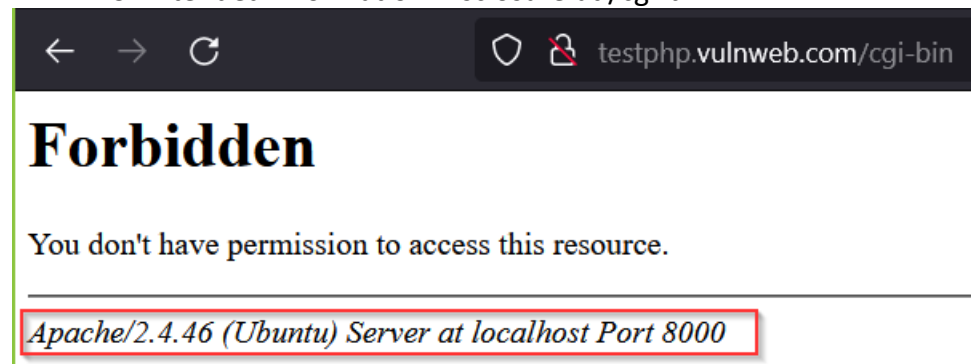 testphp.vulnweb.com/cgi-bin
Forbidden
You don't have permission to access this resource.
Apache/2.4.46 (Ubuntu) Server at localhost Port 8000